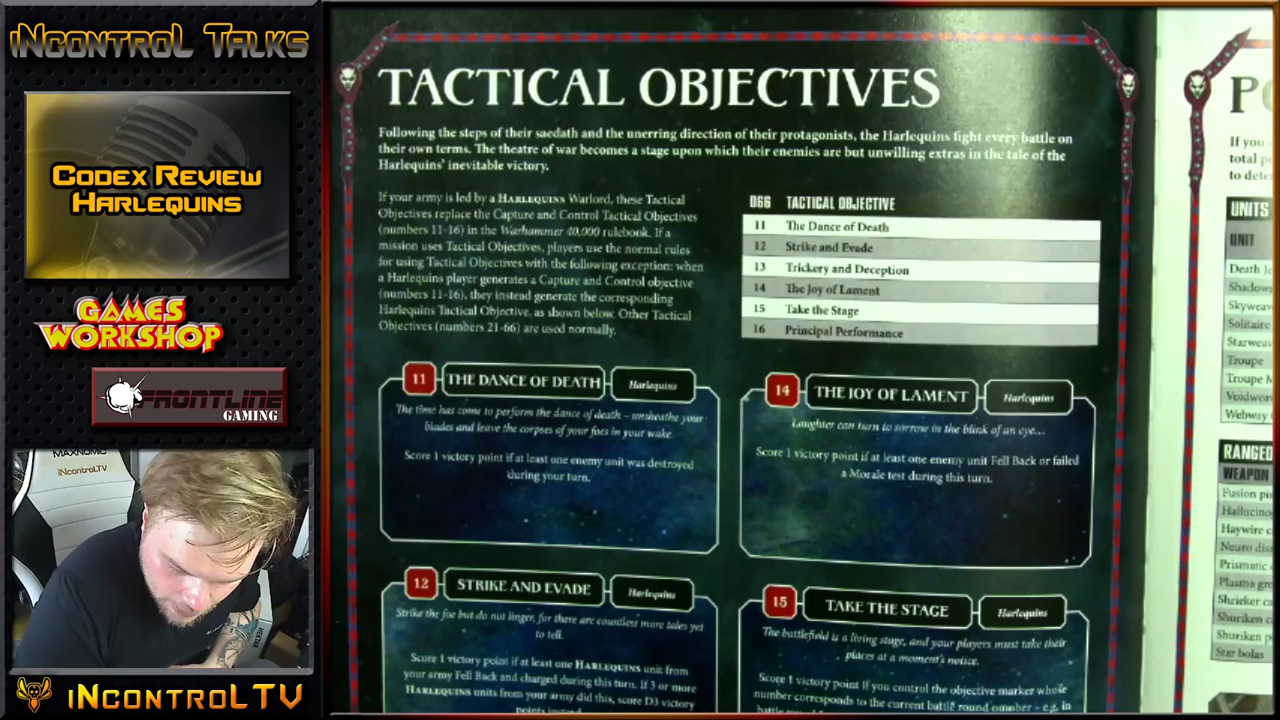 iNcontroL Talks
Codex Review
Harlequins
GAMES
WORKSHOP
FRONTLINE
GAMING
MAXNOMIC
iNcontroLTV
iNcontroLTV
TACTICAL OBJECTIVES
Following the steps of their saedath and the unerring direction of their protagonists, the Harlequins fight every battle on
their own terms. The theatre of war becomes a stage upon which their enemies are but unwilling extras in the tale of the
Harlequins' inevitable victory.
If your army is led by a HARLEQUINS Warlord, these Tactical
Objectives replace the Capture and Control Tactical Objectives
(numbers 11-16) in the Warhammer 40,000 rulebook. If a
mission uses Tactical Objectives, players use the normal rules
for using Tactical Objectives with the following exception: when
a Harlequins player generates a Capture and Control objective
(numbers 11-16), they instead generate the corresponding
Harlequins Tactical Objective, as shown below. Other Tactical
Objectives (numbers 21-66) are used normally.
D66 TACTICAL OBJECTIVE
11 The Dance of Death
12 Strike and Evade
13 Trickery and Deception
14 The Joy of Lament
15 Take the Stage
16 Principal Performance
11 THE DANCE OF DEATH Harlequins
The time has come to perform the dance of death – unsheathe your
blades and leave the corpses of your foes in your wake.
Score 1 victory point if at least one enemy unit was destroyed
during your turn.
14 THE JOY OF LAMENT Harlequins
Laughter can turn to sorrow in the blink of an eye...
Score 1 victory point if at least one enemy unit Fell Back or failed
a Morale test during this turn.
12 STRIKE AND EVADE Harlequins
Strike the foe but do not linger, for there are countless more tales yet
to tell.
Score 1 victory point if at least one HARLEQUINS unit from
your army Fell Back and charged during this turn. If 3 or more
HARLEQUINS units from your army did this, score D3 victory
points instead.
15 TAKE THE STAGE Harlequins
The battlefield is a living stage, and your players must take their
places at a moment's notice.
Score 1 victory point if you control the objective marker whose
number corresponds to the current battle round number – e.g. in
battle round
If you
total p
to dete
UNITS
UNIT
Death Je
Shadows
Skyweav
Solitaire
Starweav
Troupe
Troupe M
Voidweav
Webway
RANGED
WEAPON
Fusion pis
Hallucino
Haywire c
Neuro dis
Prismatic
Plasma gre
Shrieker ca
Shuriken c
Shuriken p
Star bolas